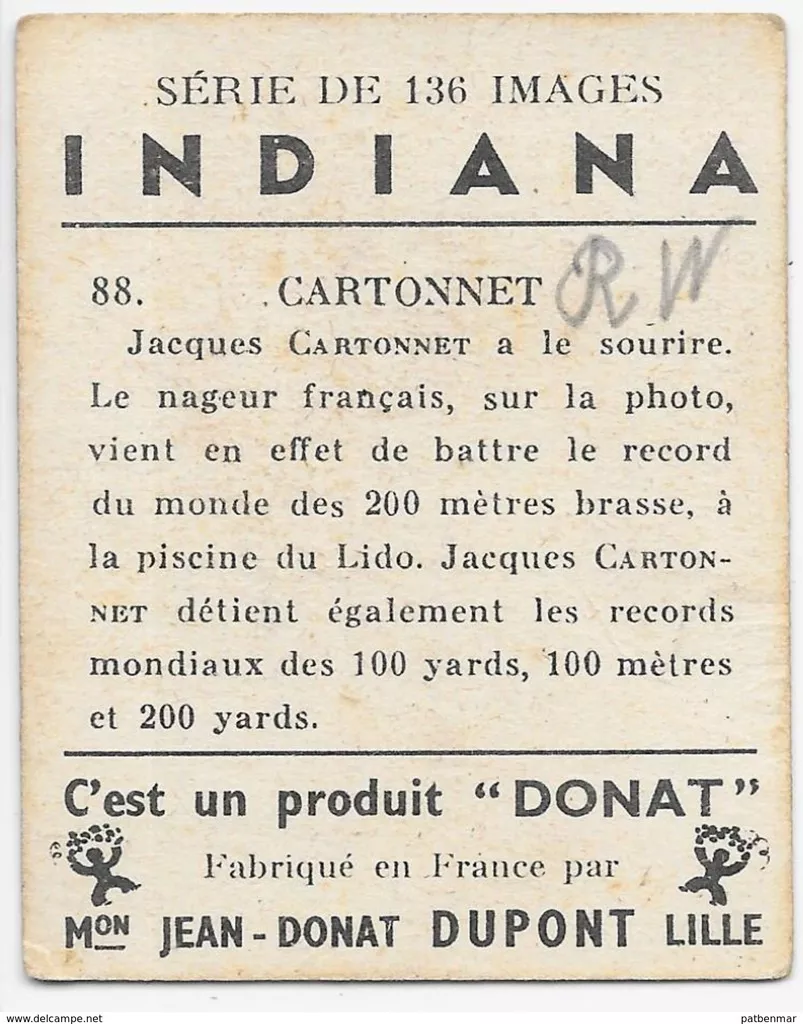 SÉRIE DE 136 IMAGES
INDIANA
88. CARTONNET RW
Jacques CARTONNET a le sourire.
Le nageur français, sur la photo,
vient en effet de battre le record
du monde des 200 mètres brasse, à
la piscine du Lido. Jacques CARTON-
NET détient également les records
mondiaux des 100 yards, 100 mètres
et 200 yards.
C'est un produit "DONAT"
Fabriqué en France par
MON JEAN-DONAT DUPONT LILLE
www.delcampe.net
patbenmar